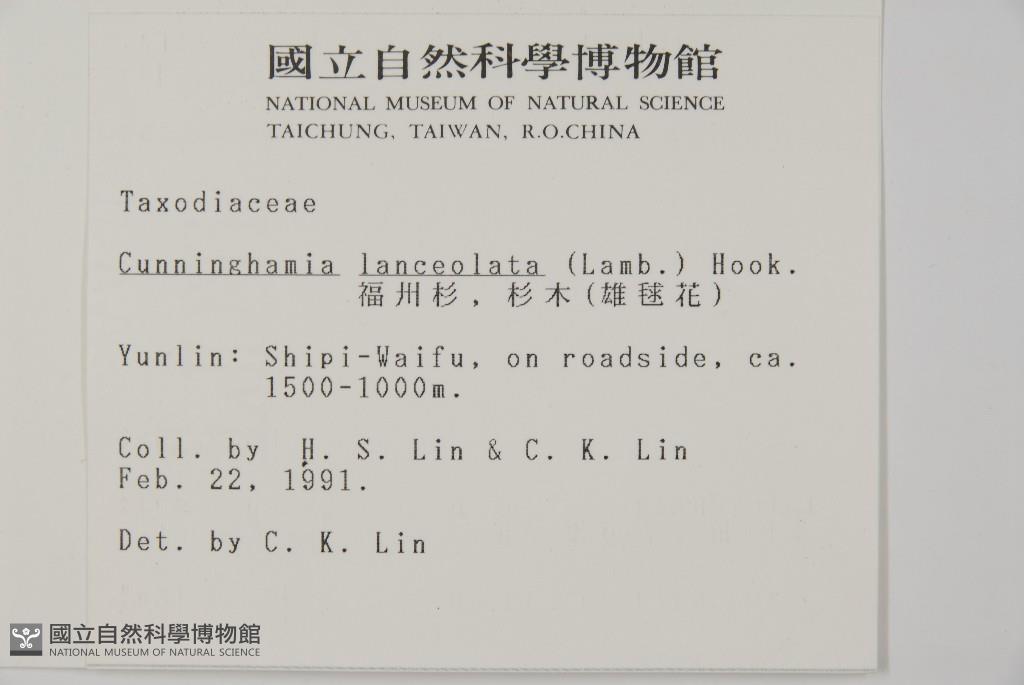 國立自然科學博物館
NATIONAL MUSEUM OF NATURAL SCIENCE
TAICHUNG, TAIWAN, R.O.CHINA
Taxodiaceae
Cunninghamia lanceolata (Lamb.) Hook.
福州杉, 杉木(雄毬花)
Yunlin: Shipi-Waifu, on roadside, ca.
1500-1000m.
Coll. by H. S. Lin & C. K. Lin
Feb. 22, 1991.
Det. by C. K. Lin
國立自然科學博物館
NATIONAL MUSEUM OF NATURAL SCIENCE